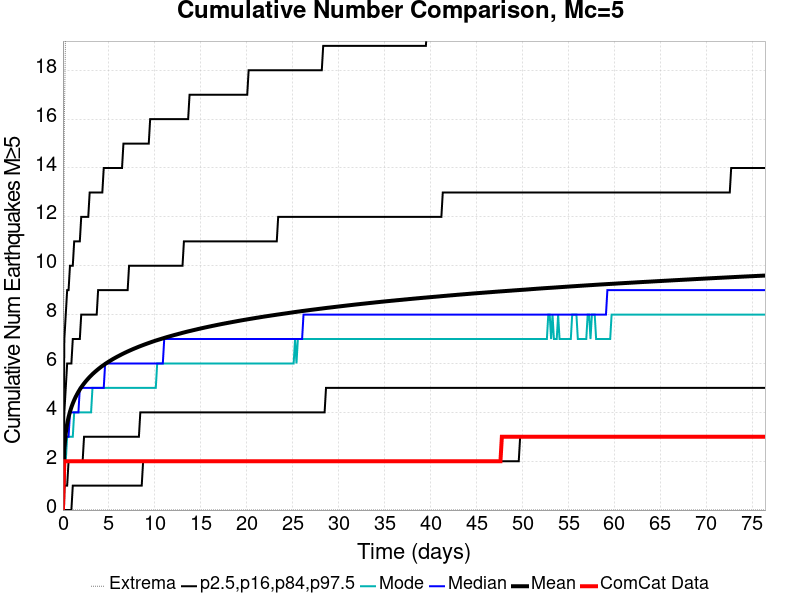 Cumulative Number Comparison, Mc=5
Cumulative Num Earthquakes M≥5
18
16
14
12
10
8
6
4
2
0
0 5 10 15 20 25 30 35 40 45 50 55 60 65 70 75
Time (days)
Extrema p2.5,p16,p84,p97.5 Mode Median Mean ComCat Data